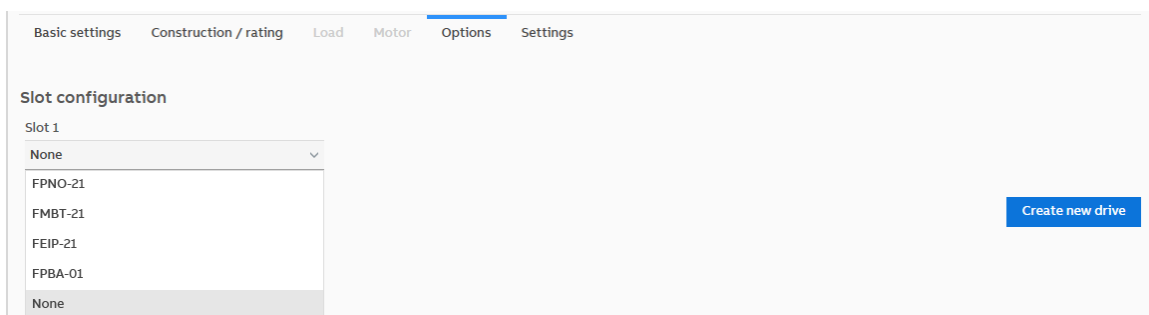 Basic settings Construction / rating Load Motor Options Settings
Slot configuration
Slot 1
None
FPNO-21
FMBT-21
Create new drive
FEIP-21
FPBA-01
None